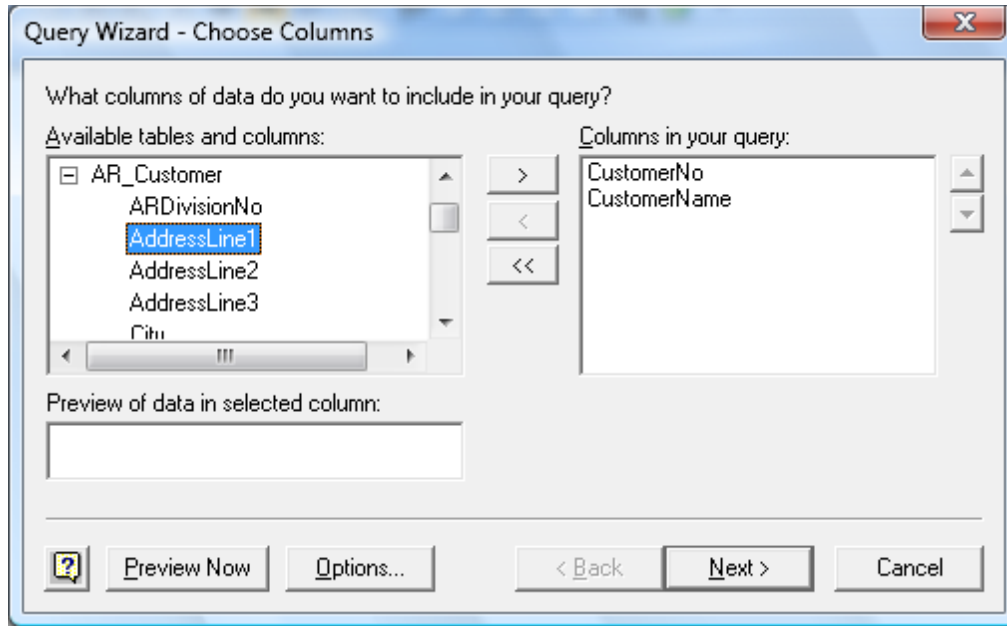 Query Wizard - Choose Columns
What columns of data do you want to include in your query?
Available tables and columns:
AR_Customer
ARDivisionNo
AddressLine1
AddressLine2
AddressLine3
City
>
<
<<
Columns in your query:
CustomerNo
CustomerName
Preview of data in selected column:
Preview Now
Options...
< Back
Next >
Cancel